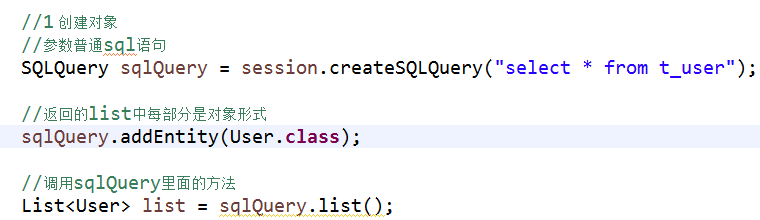 //1 创建对象
//参数普通sql语句
SQLQuery sqlQuery = session.createSQLQuery("select * from t_user");
//返回的list中每部分是对象形式
sqlQuery.addEntity(User.class);
//调用sqlQuery里面的方法
List<User> list = sqlQuery.list();